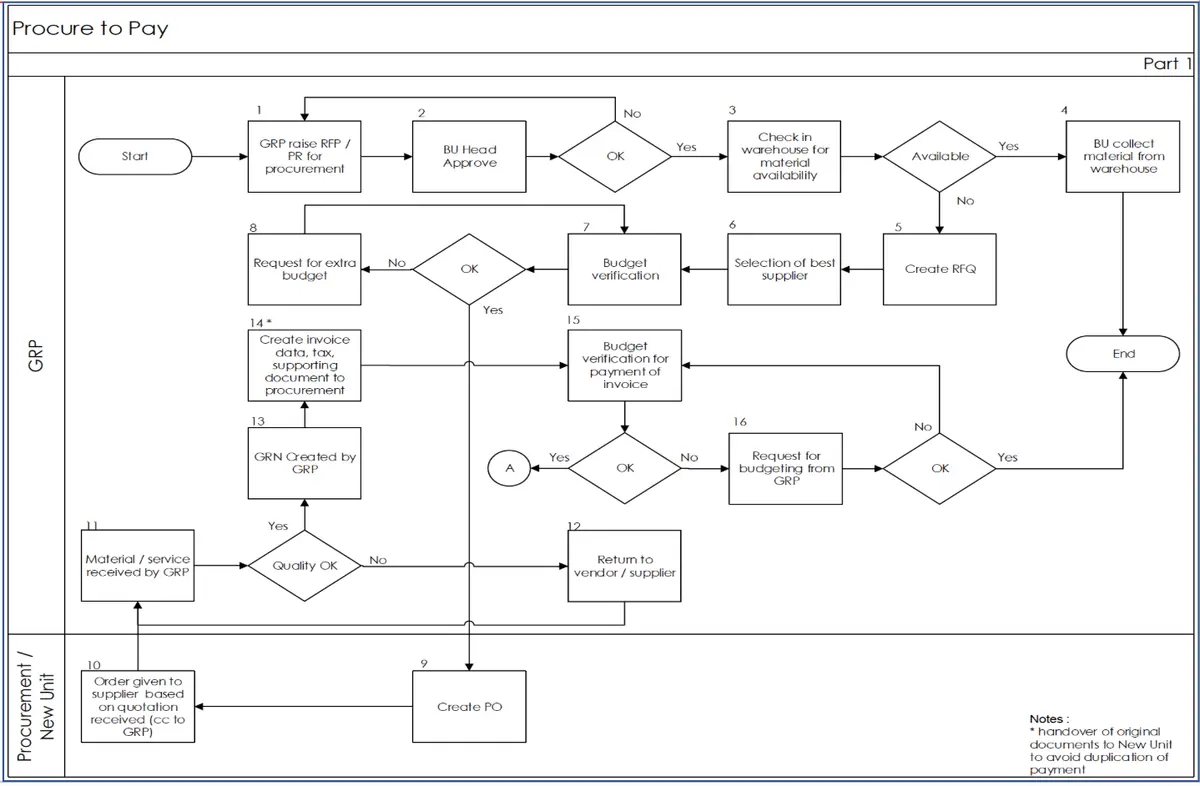 Procure to Pay
Part 1
GRP
Start
1
GRP raise RFP /
PR for
procurement
2
BU Head
Approve
OK
No
Yes
3
Check in
warehouse for
material
availability
Available
Yes
No
4
BU collect
material from
warehouse
8
Request for extra
budget
No
OK
Yes
7
Budget
verification
6
Selection of best
supplier
5
Create RFQ
14 *
Create invoice
data, tax,
supporting
document to
procurement
15
Budget
verification for
payment of
invoice
End
13
GRN Created by
GRP
A
Yes
OK
No
16
Request for
budgeting from
GRP
No
OK
Yes
11
Material / service
received by GRP
Yes
Quality OK
No
12
Return to
vendor / supplier
Procurement /
New Unit
10
Order given to
supplier based
on quotation
received (cc to
GRP)
9
Create PO
Notes :
* handover of original
documents to New Unit
to avoid duplication of
payment